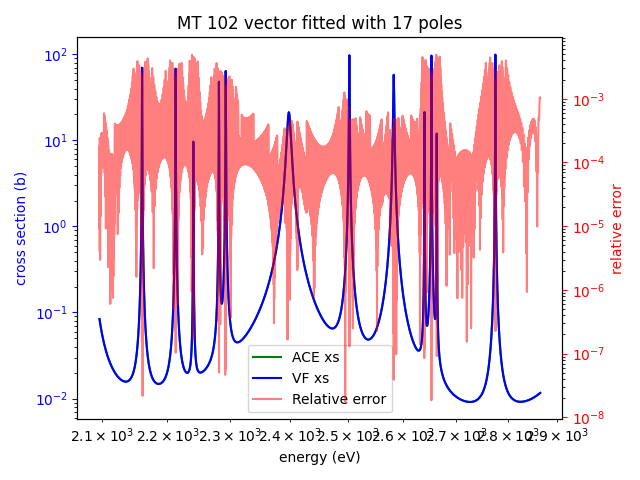 MT 102 vector fitted with 17 poles
cross section (b)
10² 10¹ 10⁰ 10⁻¹ 10⁻²
10⁻³ 10⁻⁴ 10⁻⁵ 10⁻⁶ 10⁻⁷ 10⁻⁸
relative error
ACE xs
VF xs
Relative error
2.1 × 10³ 2.2 × 10³ 2.3 × 10³ 2.4 × 10³ 2.5 × 10³ 2.6 × 10³ 2.7 × 10³ 2.8 × 10³ 2.9 × 10³
energy (eV)